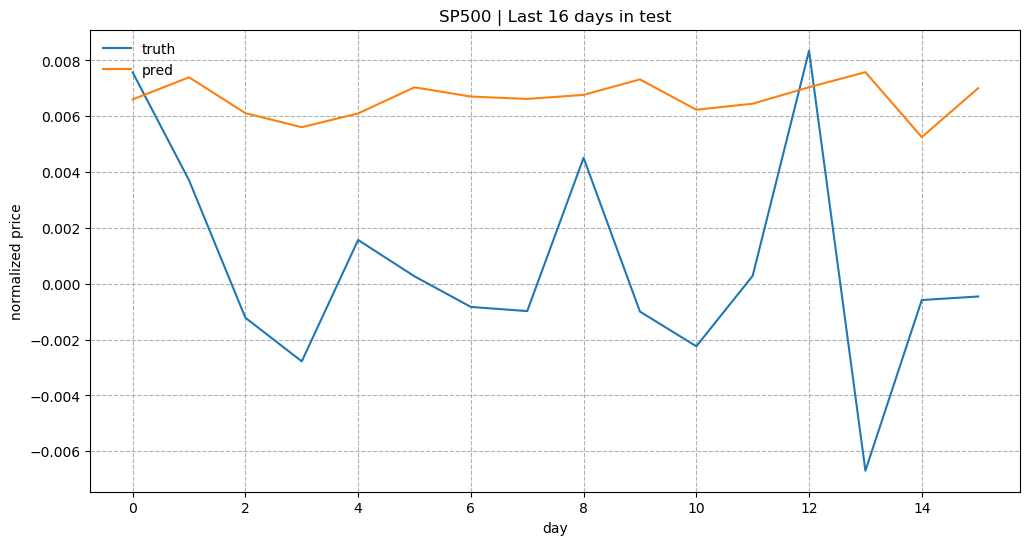 SP500 | Last 16 days in test
truth
pred
normalized price
0.008
0.006
0.004
0.002
0.000
−0.002
−0.004
−0.006
0 2 4 6 8 10 12 14
day